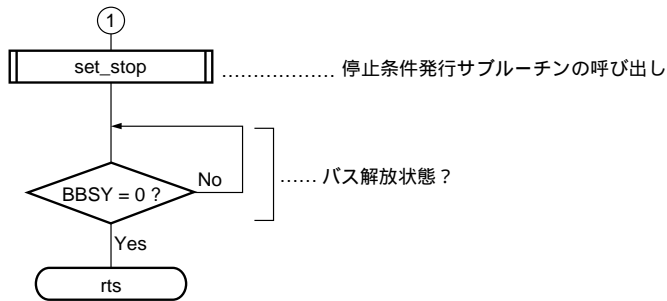 1
set_stop ‥‥‥‥‥‥ 停止条件発行サブルーチンの呼び出し
No
BBSY = 0 ? ‥‥ バス解放状態？
Yes
rts